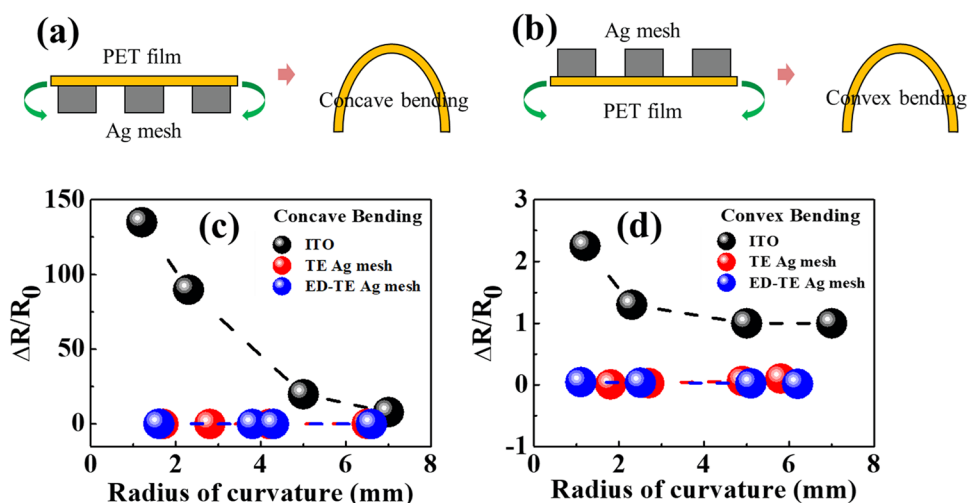 (a)
PET film
Ag mesh
Concave bending
(b)
Ag mesh
PET film
Convex bending
(c)
Concave Bending
ITO
TE Ag mesh
ED-TE Ag mesh
150
100
50
0
ΔR/R0
0 2 4 6 8
Radius of curvature (mm)
(d)
Convex Bending
ITO
TE Ag mesh
ED-TE Ag mesh
3
2
1
0
-1
ΔR/R0
0 2 4 6 8
Radius of curvature (mm)